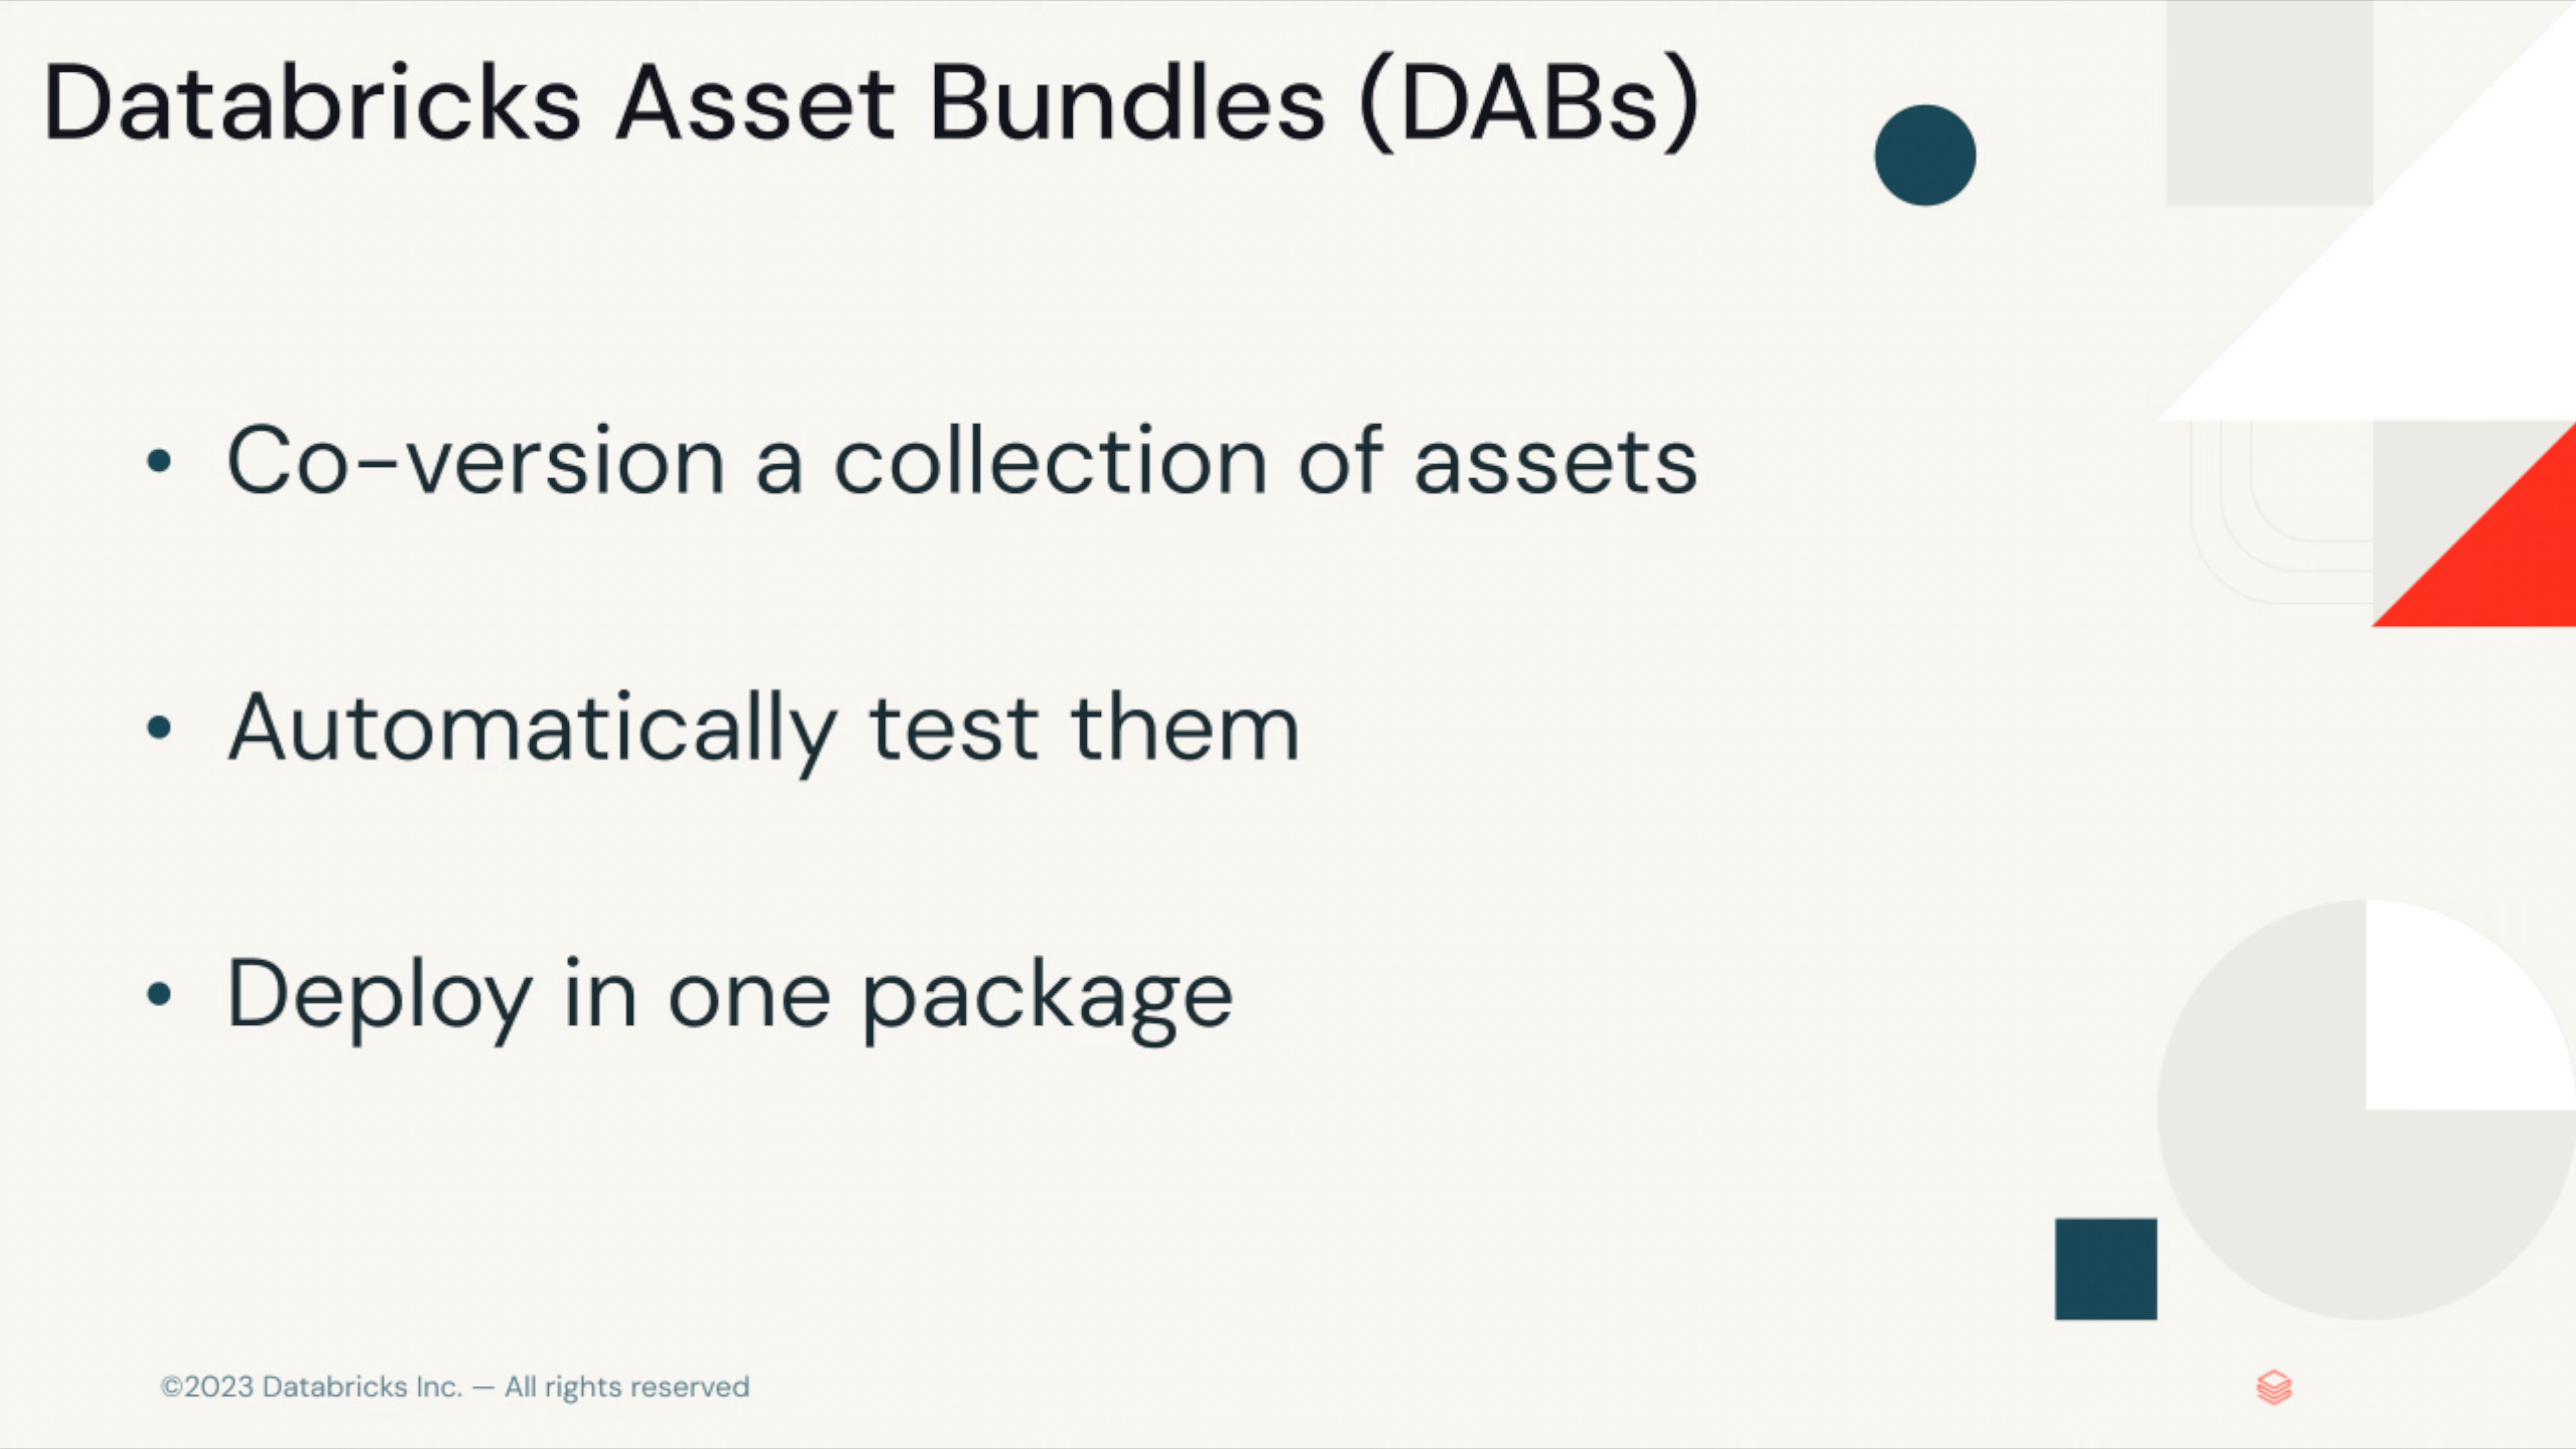 Databricks Asset Bundles (DABs)
• Co-version a collection of assets
• Automatically test them
• Deploy in one package
©2023 Databricks Inc. — All rights reserved